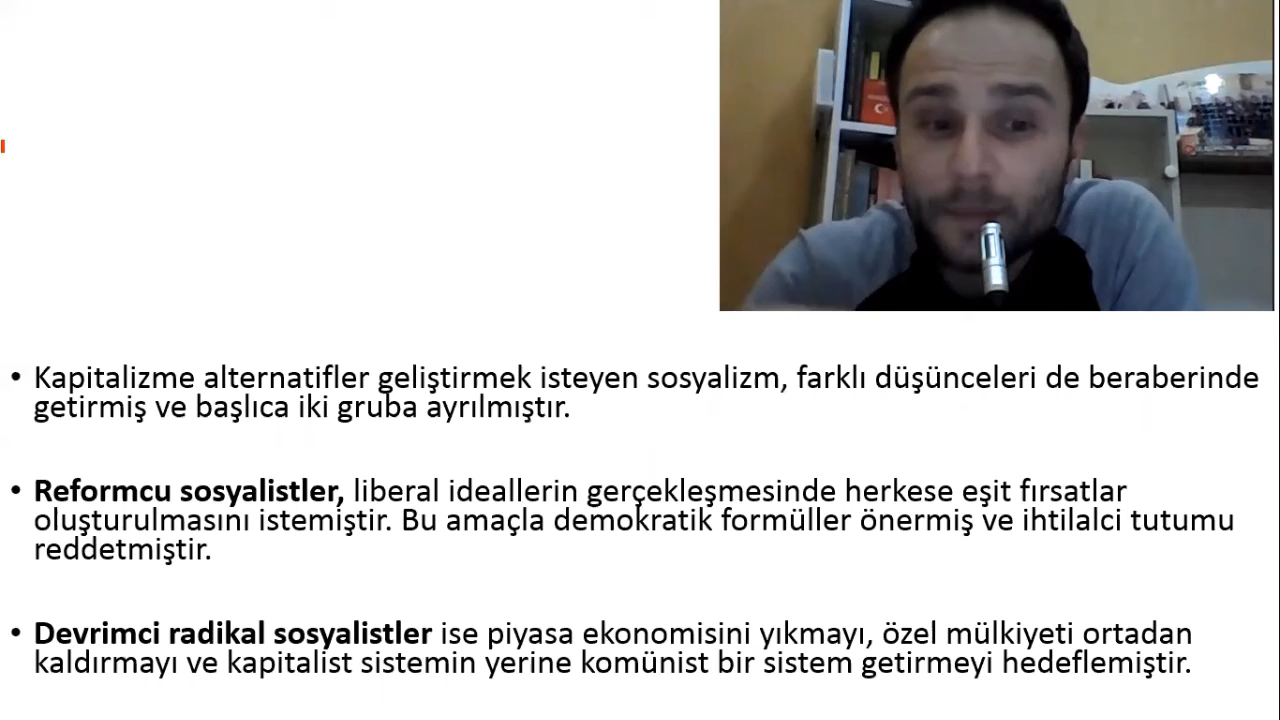 • Kapitalizme alternatifler geliştirmek isteyen sosyalizm, farklı düşünceleri de beraberinde
getirmiş ve başlıca iki gruba ayrılmıştır.
• Reformcu sosyalistler, liberal ideallerin gerçekleşmesinde herkese eşit fırsatlar
oluşturulmasını istemiştir. Bu amaçla demokratik formüller önermiş ve ihtilalci tutumu
reddetmiştir.
• Devrimci radikal sosyalistler ise piyasa ekonomisini yıkmayı, özel mülkiyeti ortadan
kaldırmayı ve kapitalist sistemin yerine komünist bir sistem getirmeyi hedeflemiştir.